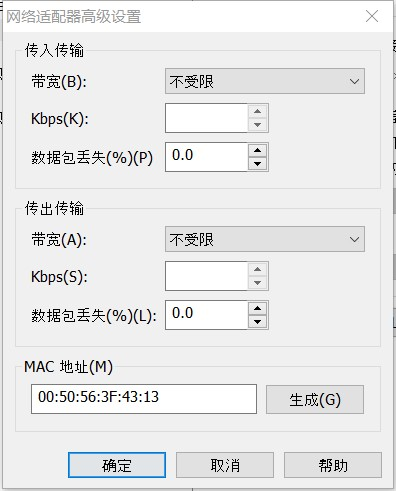 网络适配器高级设置
传入传输
带宽(B):
不受限
Kbps(K):
数据包丢失(%)(P)
0.0
传出传输
带宽(A):
不受限
Kbps(S):
数据包丢失(%)(L):
0.0
MAC 地址(M)
00:50:56:3F:43:13
生成(G)
确定
取消
帮助